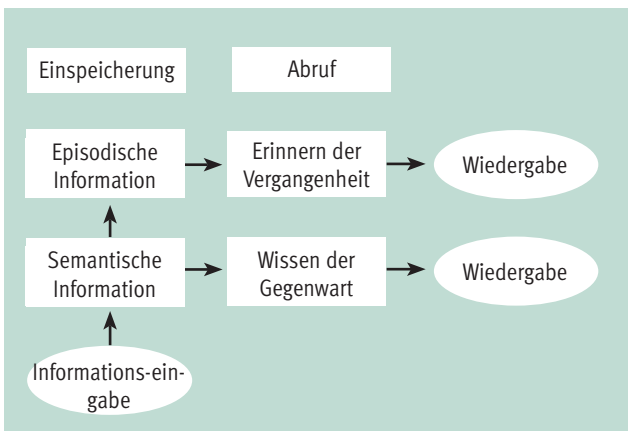 Einspeicherung
Abruf
Episodische
Information
Erinnern der
Vergangenheit
Wiedergabe
Semantische
Information
Wissen der
Gegenwart
Wiedergabe
Informations-ein-
gabe